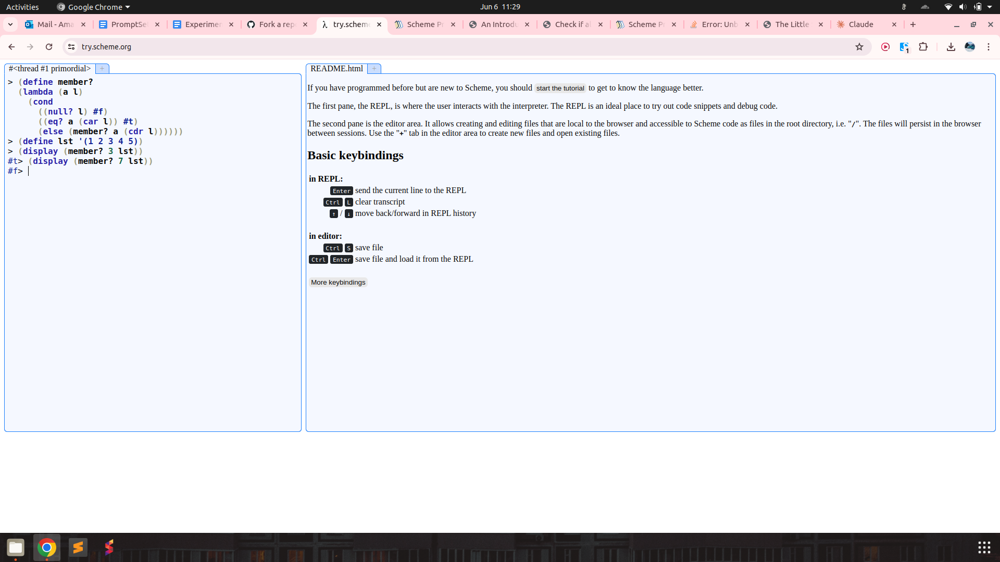 Activities
Google Chrome
Jun 6 11:29
Mail - Ama
PromptSe
Experimen
Fork a rep
try.scheme
Scheme Pr
An Introdu
Check if al
Scheme Pr
Error: Unb
The Little
Claude
try.scheme.org
1
#<thread #1 primordial>
+
> (define member?
(lambda (a l)
(cond
((null? l) #f)
((eq? a (car l)) #t)
(else (member? a (cdr l))))))
> (define lst '(1 2 3 4 5))
> (display (member? 3 lst))
#t> (display (member? 7 lst))
#f>
README.html
+
If you have programmed before but are new to Scheme, you should start the tutorial to get to know the language better.
The first pane, the REPL, is where the user interacts with the interpreter. The REPL is an ideal place to try out code snippets and debug code.
The second pane is the editor area. It allows creating and editing files that are local to the browser and accessible to Scheme code as files in the root directory, i.e. "/". The files will persist in the browser
between sessions. Use the "+" tab in the editor area to create new files and open existing files.
Basic keybindings
in REPL:
Enter send the current line to the REPL
Ctrl L clear transcript
↑ / ↓ move back/forward in REPL history
in editor:
Ctrl S save file
Ctrl Enter save file and load it from the REPL
More keybindings